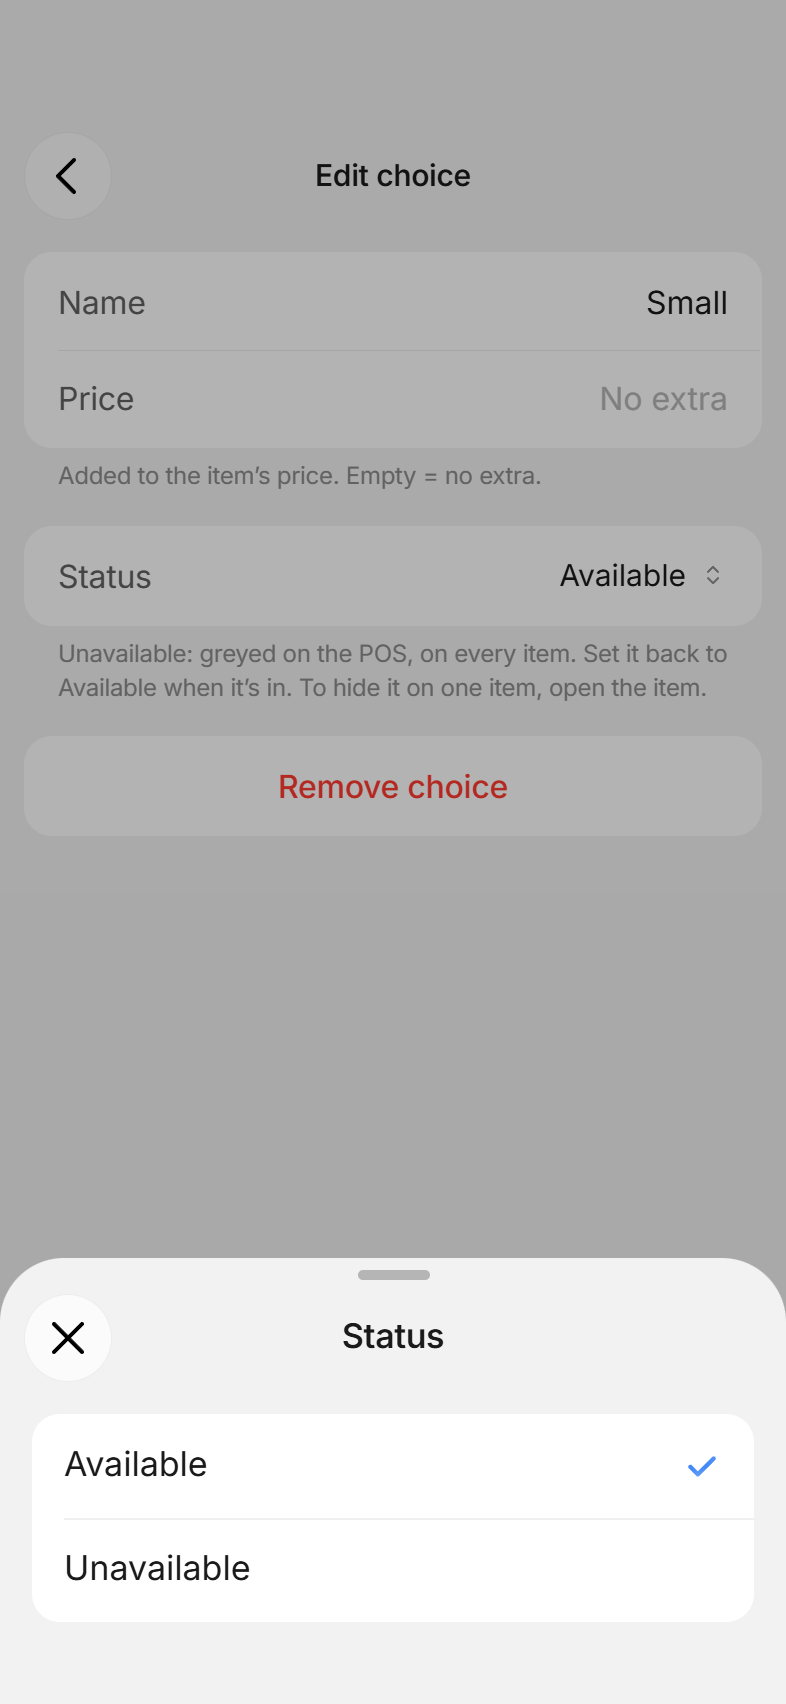 Edit choice
Name
Small
Price
No extra
Added to the item’s price. Empty = no extra.
Status
Available
Unavailable: greyed on the POS, on every item. Set it back to
Available when it’s in. To hide it on one item, open the item.
Remove choice
Status
Available
Unavailable